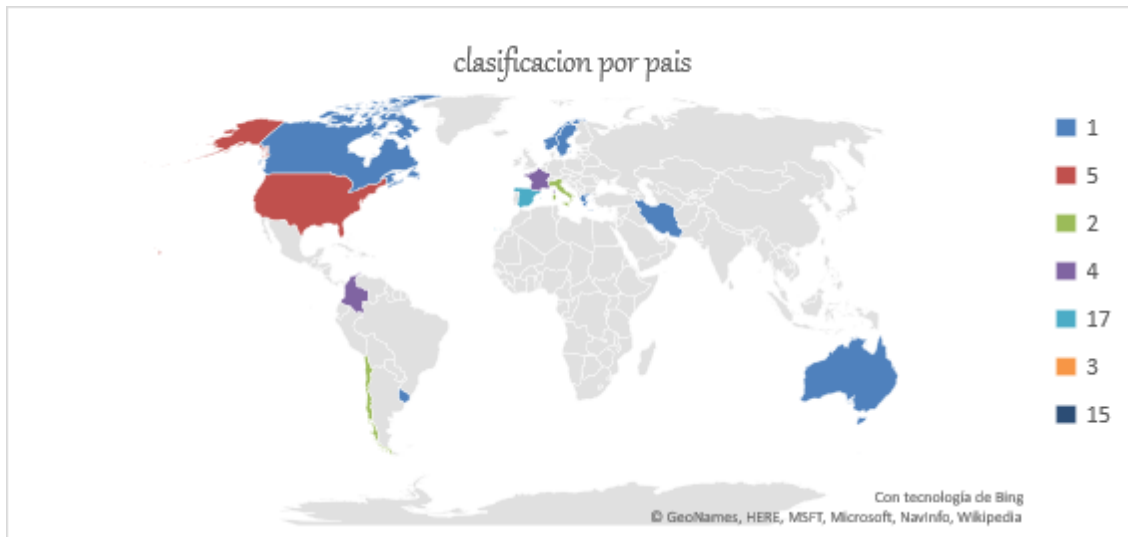 clasificacion por pais
1
5
2
4
17
3
15
Con tecnología de Bing
© GeoNames, HERE, MSFT, Microsoft, NavInfo, Wikipedia